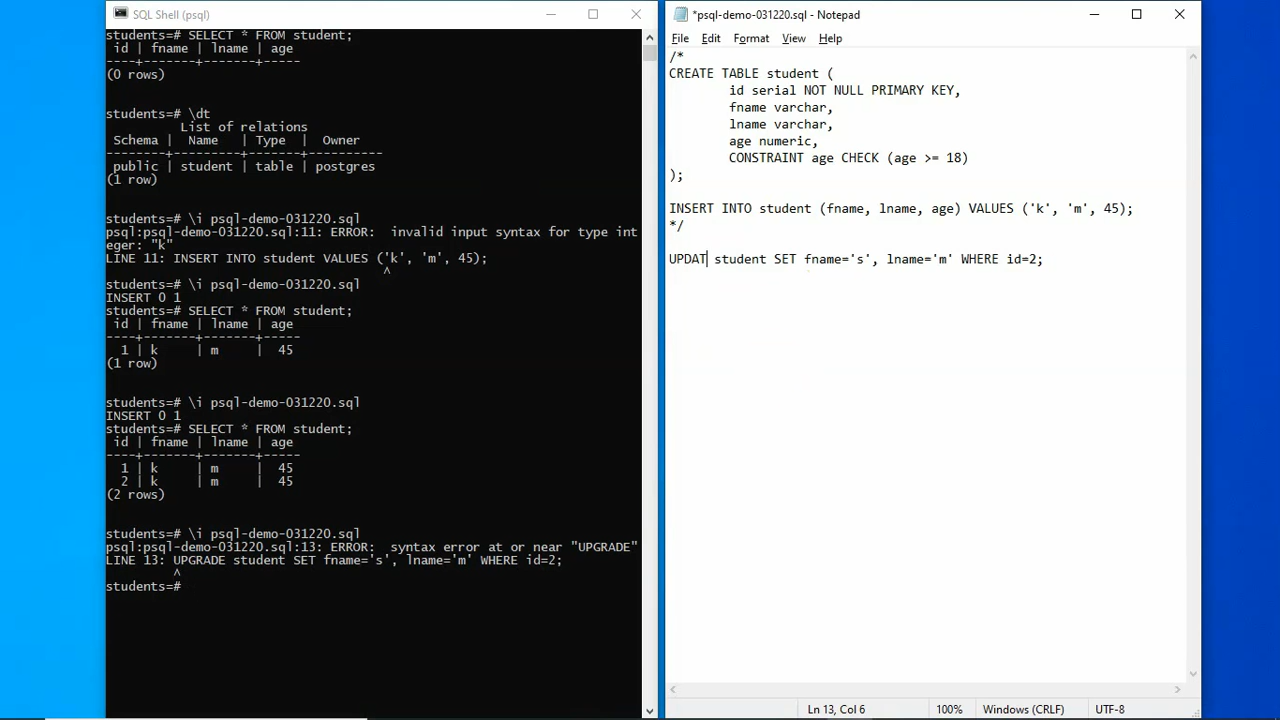 SQL Shell (psql)
students=# SELECT * FROM student;
 id | fname | lname | age
----+-------+-------+-----
(0 rows)
students=# \dt
          List of relations
 Schema |  Name   | Type  |  Owner
--------+---------+-------+----------
 public | student | table | postgres
(1 row)
students=# \i psql-demo-031220.sql
psql:psql-demo-031220.sql:11: ERROR:  invalid input syntax for type int
eger: "k"
LINE 11: INSERT INTO student VALUES ('k', 'm', 45);
^
students=# \i psql-demo-031220.sql
INSERT 0 1
students=# SELECT * FROM student;
 id | fname | lname | age
----+-------+-------+-----
  1 | k     | m     |  45
(1 row)
students=# \i psql-demo-031220.sql
INSERT 0 1
students=# SELECT * FROM student;
 id | fname | lname | age
----+-------+-------+-----
  1 | k     | m     |  45
  2 | k     | m     |  45
(2 rows)
students=# \i psql-demo-031220.sql
psql:psql-demo-031220.sql:13: ERROR:  syntax error at or near "UPGRADE"
LINE 13: UPGRADE student SET fname='s', lname='m' WHERE id=2;
^
students=#
*psql-demo-031220.sql - Notepad
File Edit Format View Help
/*
CREATE TABLE student (
        id serial NOT NULL PRIMARY KEY,
        fname varchar,
        lname varchar,
        age numeric,
        CONSTRAINT age CHECK (age >= 18)
);
INSERT INTO student (fname, lname, age) VALUES ('k', 'm', 45);
*/
UPDAT student SET fname='s', lname='m' WHERE id=2;
Ln 13, Col 6 100% Windows (CRLF) UTF-8